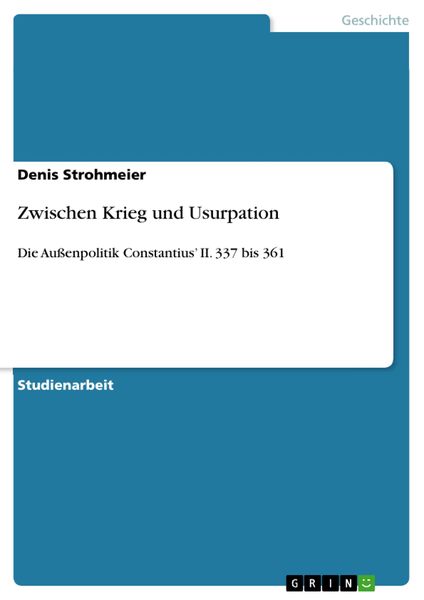 Geschichte
Denis Strohmeier
Zwischen Krieg und Usurpation
Die Außenpolitik Constantius’ II. 337 bis 361
Studienarbeit
GRIN